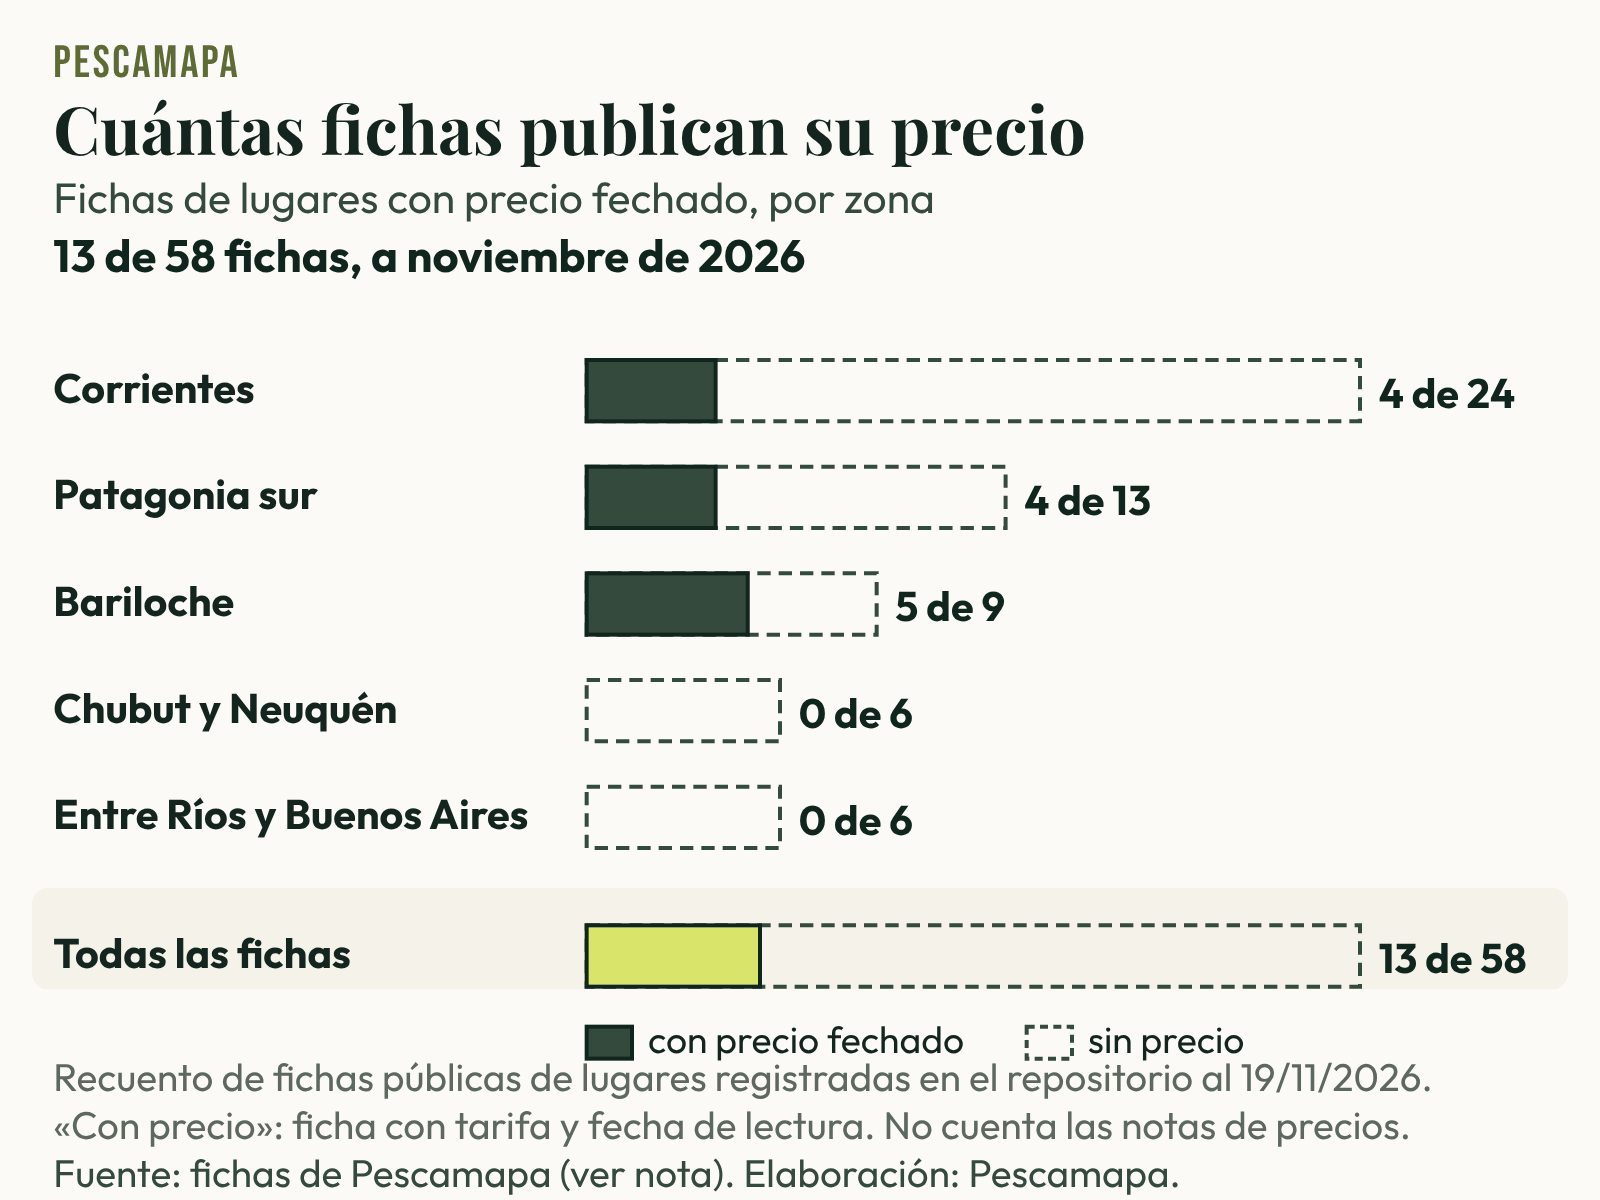 PESCAMAPA
Cuántas fichas publican su precio
Fichas de lugares con precio fechado, por zona
13 de 58 fichas, a noviembre de 2026
Corrientes
4 de 24
Patagonia sur
4 de 13
Bariloche
5 de 9
Chubut y Neuquén
0 de 6
Entre Ríos y Buenos Aires
0 de 6
Todas las fichas
13 de 58
con precio fechado
sin precio
Recuento de fichas públicas de lugares registradas en el repositorio al 19/11/2026.
«Con precio»: ficha con tarifa y fecha de lectura. No cuenta las notas de precios.
Fuente: fichas de Pescamapa (ver nota). Elaboración: Pescamapa.